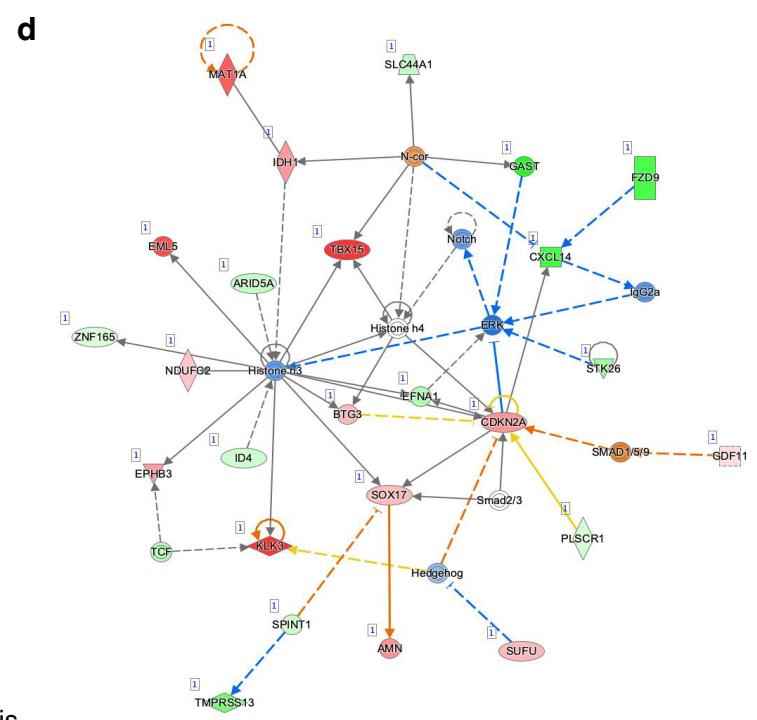 d
1
MAT1A
1
SLC44A1
1
IDH1
N-cor
1
GAST
1
FZD9
1
EML5
1
TBX15
Notch
1
CXCL14
1
ARID5A
IgG2a
1
ZNF165
Histone h4
ERK
1
NDUFC2
Histone h3
1
STK26
1
EFNA1
1
BTG3
1
CDKN2A
1
ID4
SMAD1/5/9
1
GDF11
1
EPHB3
1
SOX17
Smad2/3
1
PLSCR1
TCF
1
KLK3
Hedgehog
1
SPINT1
1
AMN
1
SUFU
1
TMPRSS13
is